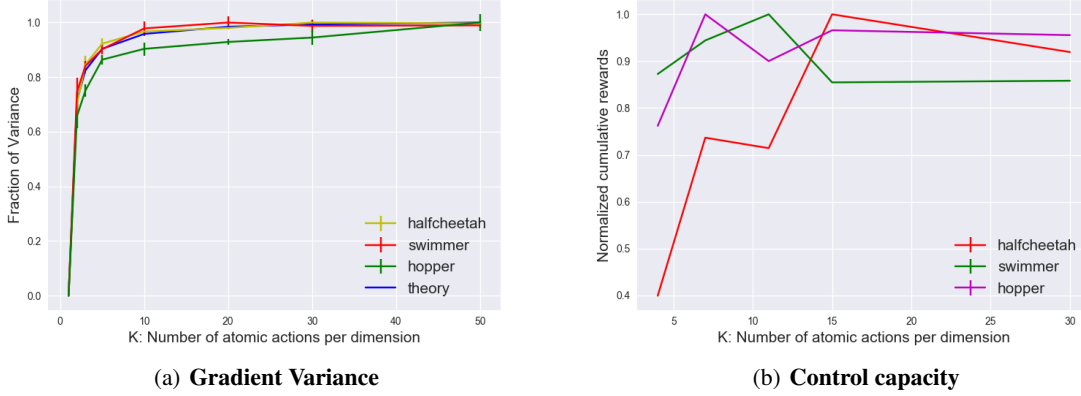 Fraction of Variance
1.0
0.8
0.6
0.4
0.2
0.0
0
10
20
30
40
50
K: Number of atomic actions per dimension
halfcheetah
swimmer
hopper
theory
(a) Gradient Variance
Normalized cumulative rewards
1.0
0.9
0.8
0.7
0.6
0.5
0.4
5
10
15
20
25
30
K: Number of atomic actions per dimension
halfcheetah
swimmer
hopper
(b) Control capacity